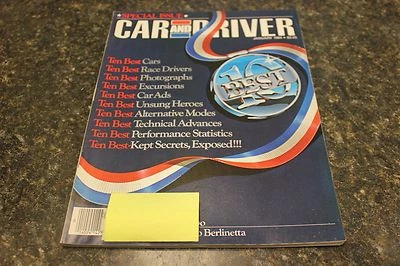 ★ SPECIAL ISSUE ★
CAR AND DRIVER
JANUARY
Ten Best Cars
Ten Best Race Drivers
Ten Best Photographs
Ten Best Excursions
Ten Best Car Ads
Ten Best Unsung Heroes
Ten Best Alternative Modes
Ten Best Technical Advances
Ten Best Performance Statistics
Ten Best-Kept Secrets, Exposed!!!
10
BEST
Berlinetta